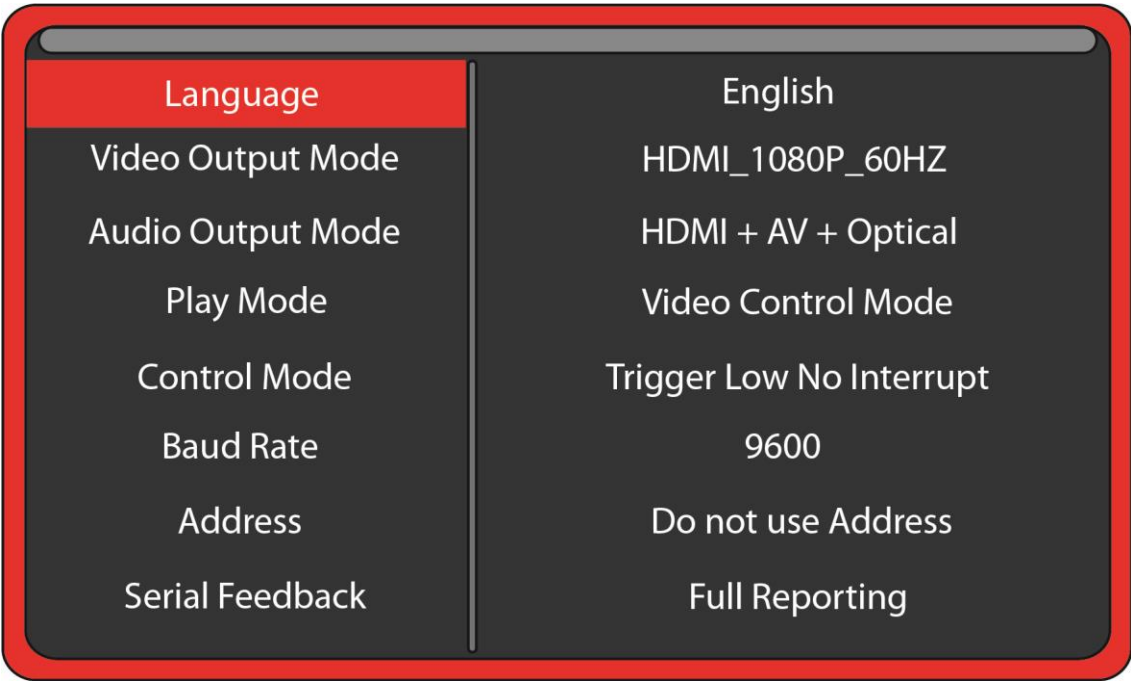 Language English
Video Output Mode HDMI_1080P_60HZ
Audio Output Mode HDMI + AV + Optical
Play Mode Video Control Mode
Control Mode Trigger Low No Interrupt
Baud Rate 9600
Address Do not use Address
Serial Feedback Full Reporting